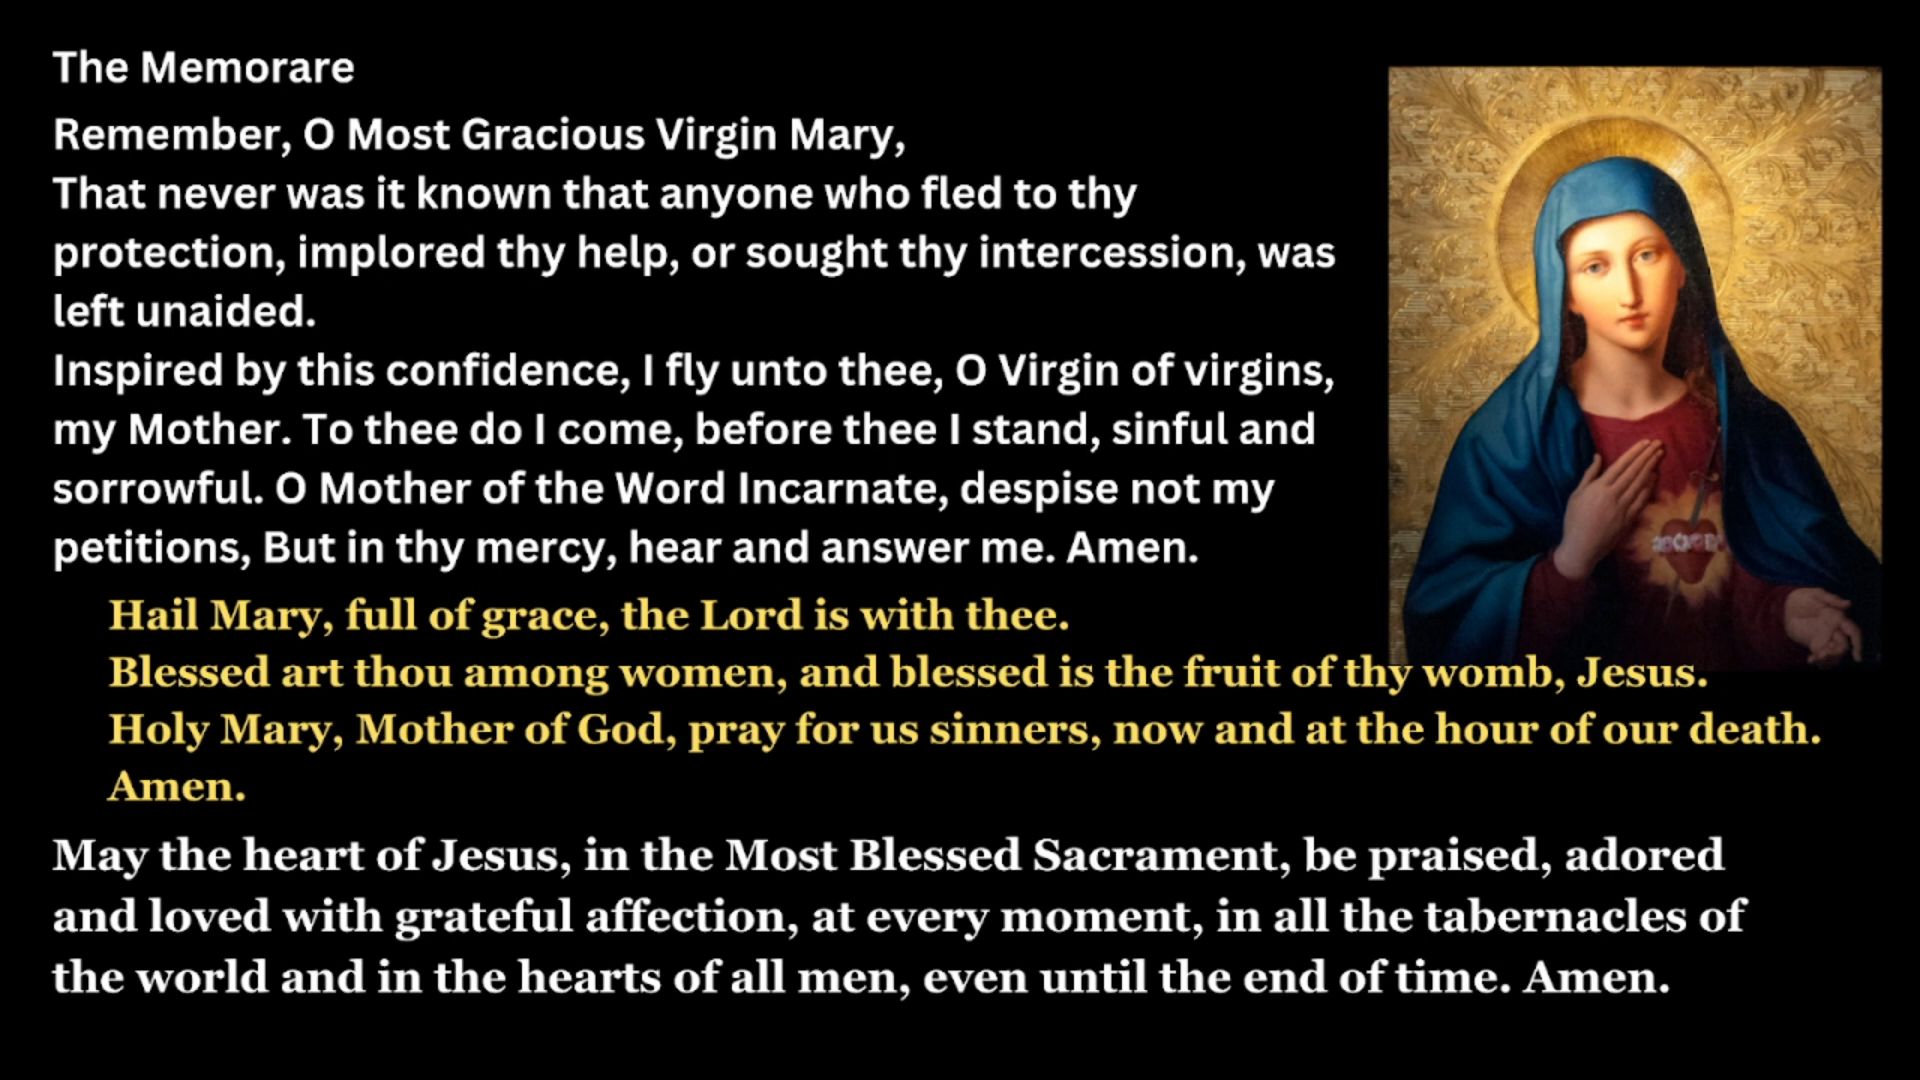 The Memorare
Remember, O Most Gracious Virgin Mary,
That never was it known that anyone who fled to thy
protection, implored thy help, or sought thy intercession, was
left unaided.
Inspired by this confidence, I fly unto thee, O Virgin of virgins,
my Mother. To thee do I come, before thee I stand, sinful and
sorrowful. O Mother of the Word Incarnate, despise not my
petitions, But in thy mercy, hear and answer me. Amen.
Hail Mary, full of grace, the Lord is with thee.
Blessed art thou among women, and blessed is the fruit of thy womb, Jesus.
Holy Mary, Mother of God, pray for us sinners, now and at the hour of our death.
Amen.
May the heart of Jesus, in the Most Blessed Sacrament, be praised, adored
and loved with grateful affection, at every moment, in all the tabernacles of
the world and in the hearts of all men, even until the end of time. Amen.